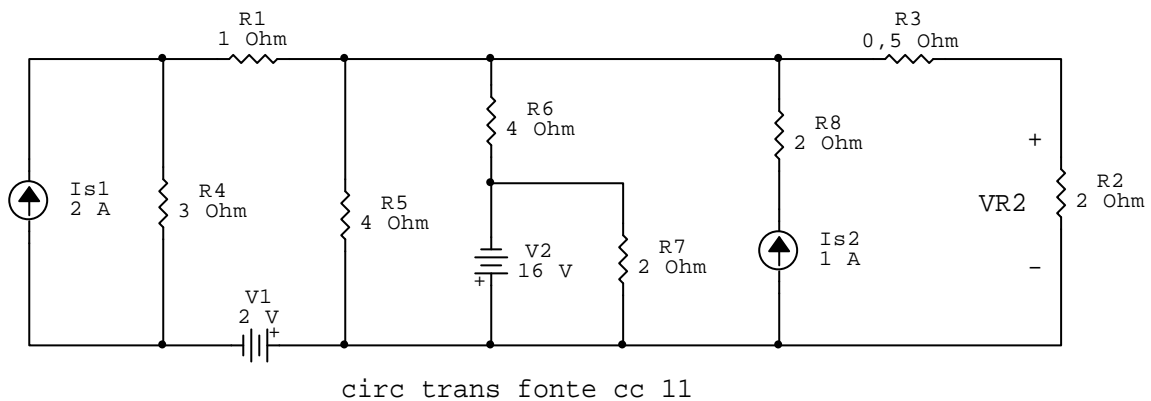 R1
1 Ohm
R3
0,5 Ohm
R6
4 Ohm
R8
2 Ohm
+
Is1
2 A
R4
3 Ohm
R5
4 Ohm
VR2
R2
2 Ohm
V2
16 V
+
R7
2 Ohm
Is2
1 A
−
V1
2 V
+
circ trans fonte cc 11